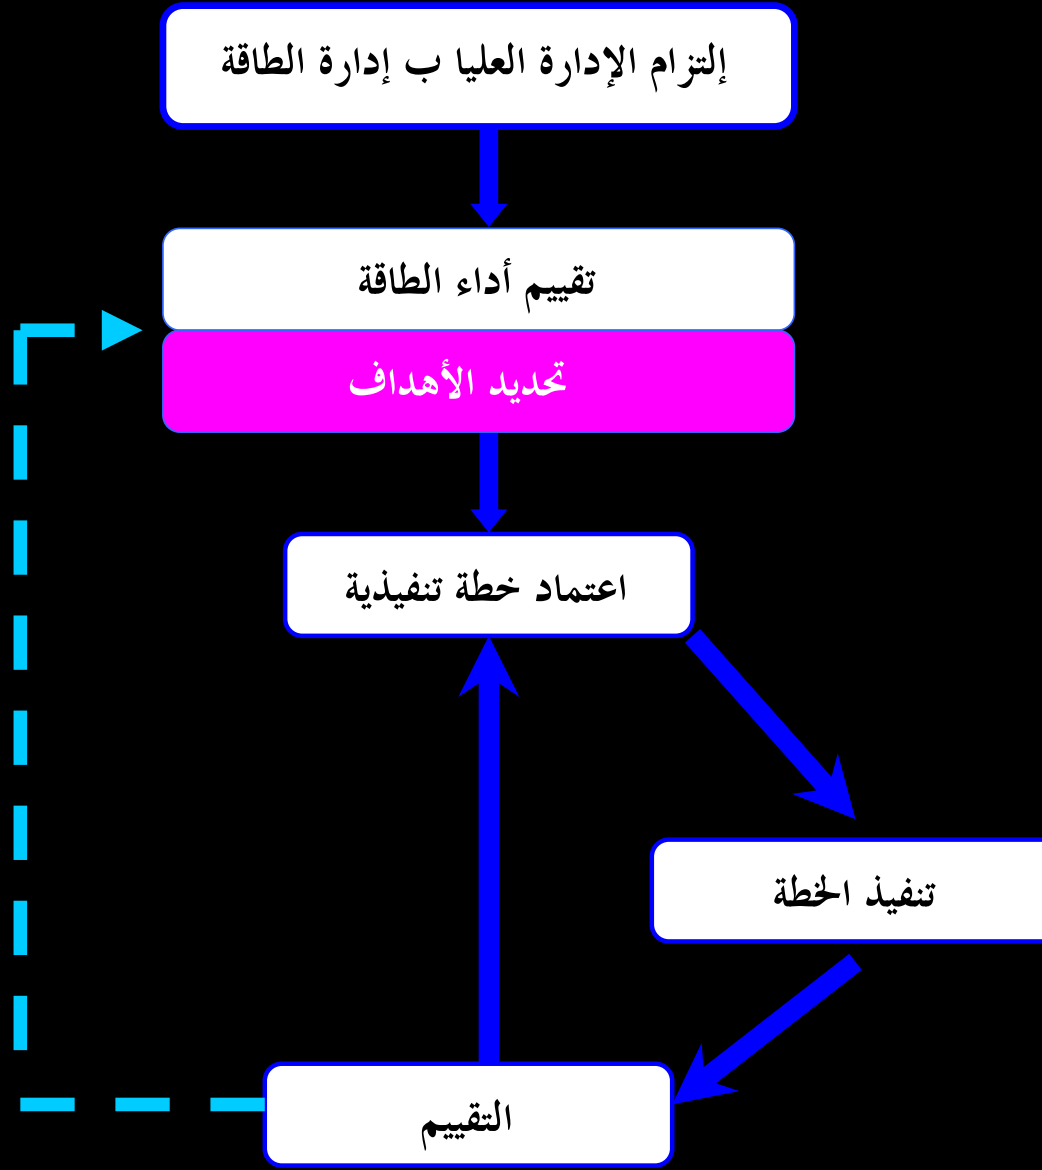 إلتزام الإدارة العليا ب إدارة الطاقة
تقييم أداء الطاقة
تحديد الأهداف
اعتماد خطة تنفيذية
تنفيذ الخطة
التقييم